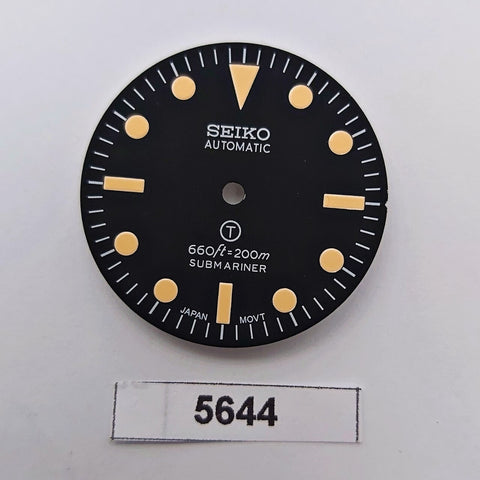 SEIKO
AUTOMATIC
T
660ft=200m
SUBMARINER
JAPAN MOVT
5644